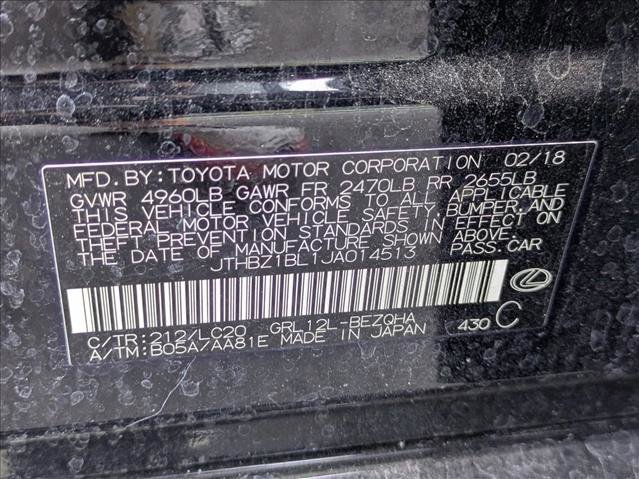 MFD. BY: TOYOTA MOTOR CORPORATION 02/18
GVWR 4960LB GAWR FR 2470LB RR 2655LB
THIS VEHICLE CONFORMS TO ALL APPLICABLE
FEDERAL MOTOR VEHICLE SAFETY, BUMPER, AND
THEFT PREVENTION STANDARDS IN EFFECT ON
THE DATE OF MANUFACTURE SHOWN ABOVE.
JTHBZ1BL1JA014513 PASS. CAR
C/TR: 212/LC20 GRL12L-BEZQHA
A/TM: B05A/AA81E MADE IN JAPAN 430 C